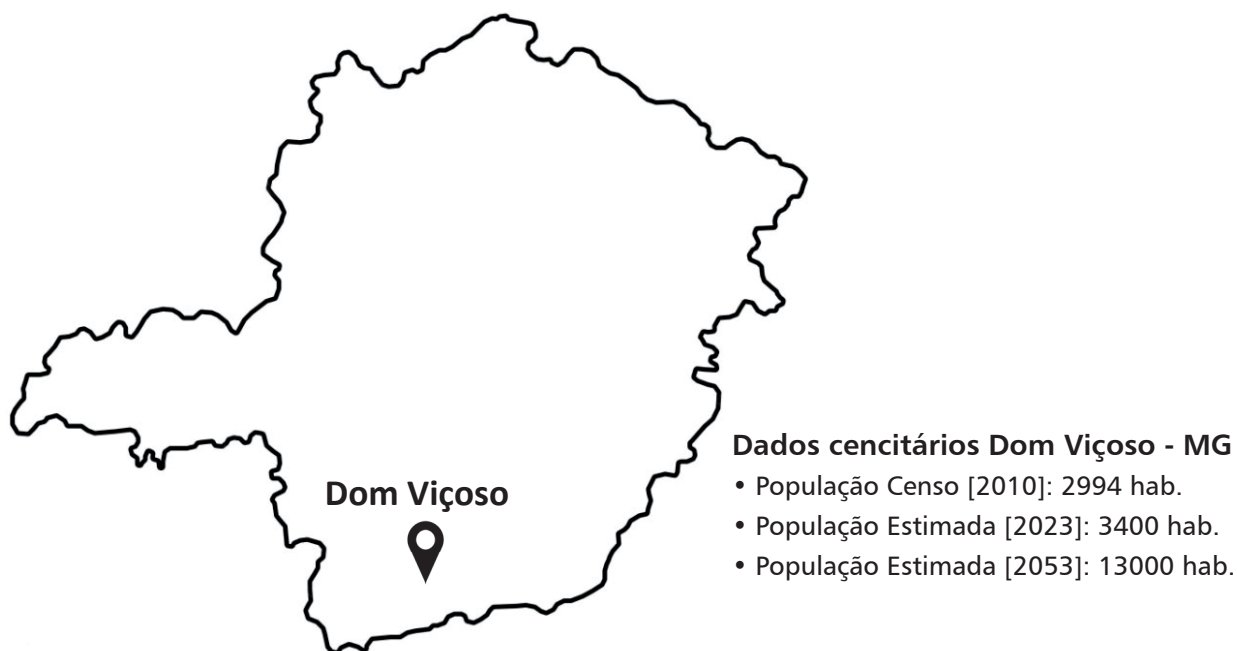 Dom Viçoso
Dados cencitários Dom Viçoso - MG
• População Censo [2010]: 2994 hab.
• População Estimada [2023]: 3400 hab.
• População Estimada [2053]: 13000 hab.